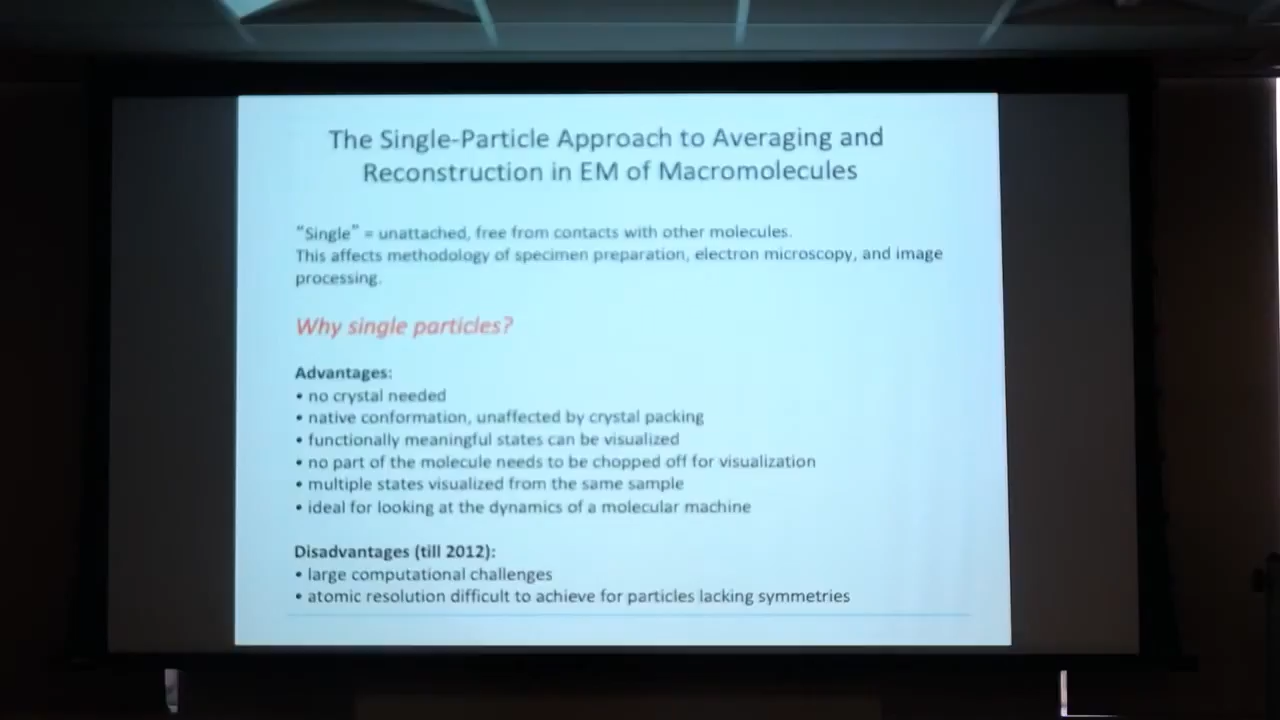 The Single-Particle Approach to Averaging and
Reconstruction in EM of Macromolecules
“Single” = unattached, free from contacts with other molecules.
This affects methodology of specimen preparation, electron microscopy, and image
processing.
Why single particles?
Advantages:
• no crystal needed
• native conformation, unaffected by crystal packing
• functionally meaningful states can be visualized
• no part of the molecule needs to be chopped off for visualization
• multiple states visualized from the same sample
• ideal for looking at the dynamics of a molecular machine
Disadvantages (till 2012):
• large computational challenges
• atomic resolution difficult to achieve for particles lacking symmetries